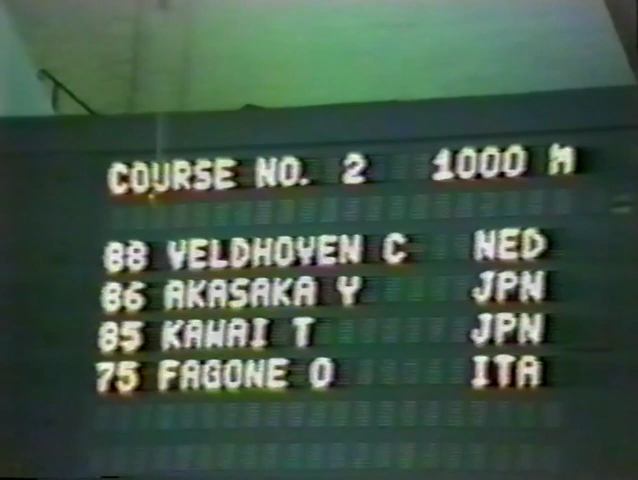 COURSE NO. 2 1000 M
88 VELDHOVEN C NED
86 AKASAKA Y JPN
85 KAWAI T JPN
75 FAGONE O ITA